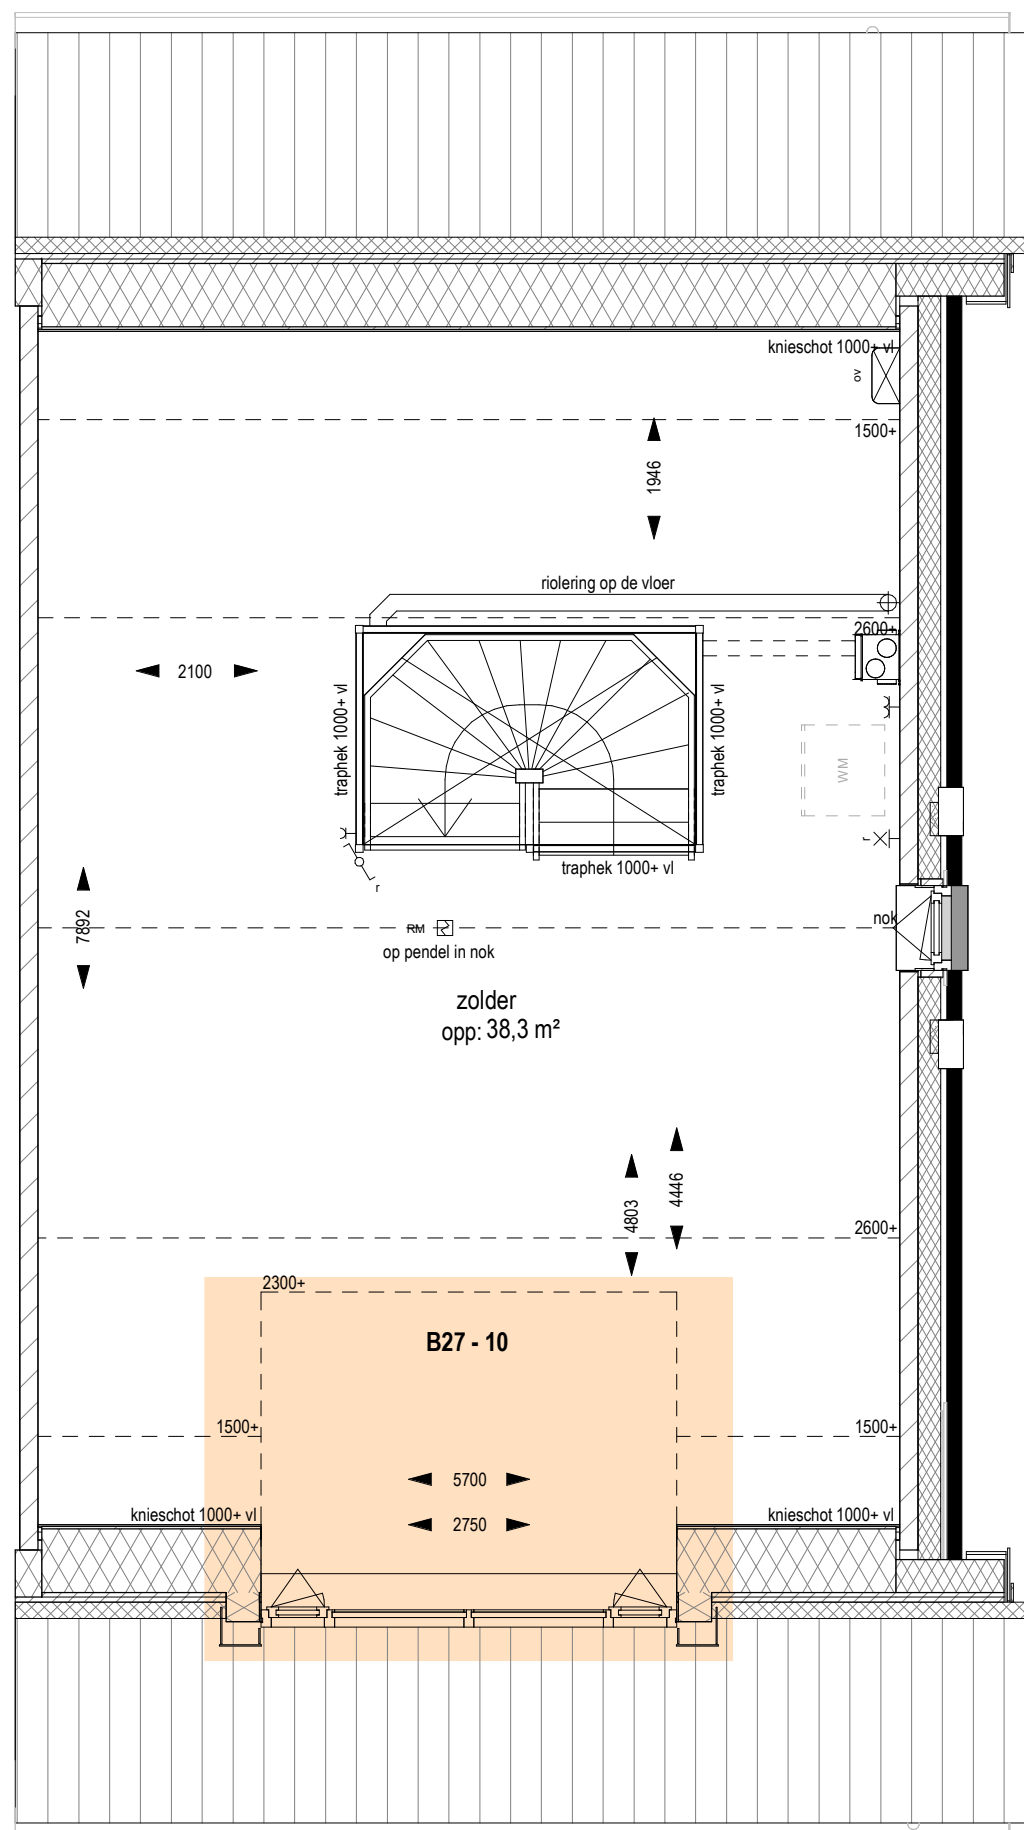 knieschot 1000+ vl
ov
1500+
1946
riolering op de vloer
2600+
2100
traphek 1000+ vl
traphek 1000+ vl
WM
r
traphek 1000+ vl
r
7892
nok
RM
op pendel in nok
zolder
opp: 38,3 m²
4446
4803
2600+
2300+
B27 - 10
1500+
1500+
5700
knieschot 1000+ vl
2750
knieschot 1000+ vl